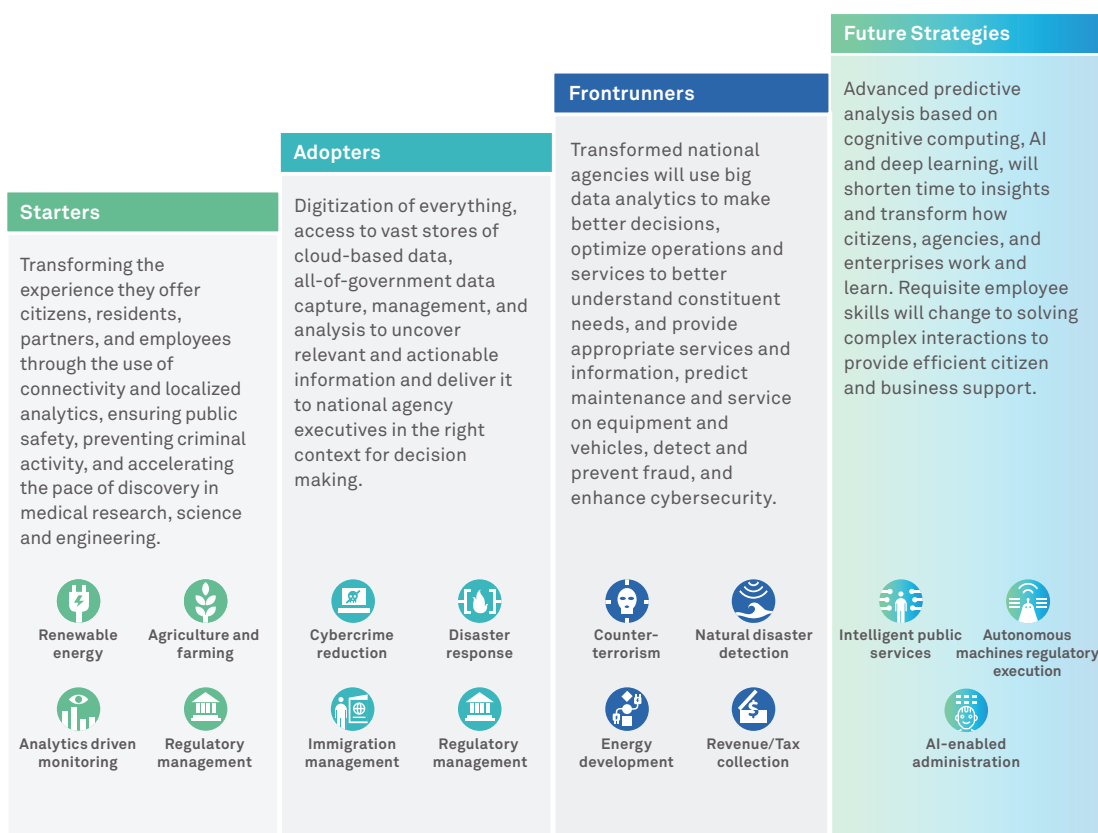 Starters
Transforming the
experience they offer
citizens, residents,
partners, and employees
through the use of
connectivity and localized
analytics, ensuring public
safety, preventing criminal
activity, and accelerating
the pace of discovery in
medical research, science
and engineering.
Renewable
energy
Agriculture and
farming
Analytics driven
monitoring
Regulatory
management
Adopters
Digitization of everything,
access to vast stores of
cloud-based data,
all-of-government data
capture, management, and
analysis to uncover
relevant and actionable
information and deliver it
to national agency
executives in the right
context for decision
making.
Cybercrime
reduction
Disaster
response
Immigration
management
Regulatory
management
Frontrunners
Transformed national
agencies will use big
data analytics to make
better decisions,
optimize operations and
services to better
understand constituent
needs, and provide
appropriate services and
information, predict
maintenance and service
on equipment and
vehicles, detect and
prevent fraud, and
enhance cybersecurity.
Counter-
terrorism
Natural disaster
detection
Energy
development
$
Revenue/Tax
collection
Future Strategies
Advanced predictive
analysis based on
cognitive computing, AI
and deep learning, will
shorten time to insights
and transform how
citizens, agencies, and
enterprises work and
learn. Requisite employee
skills will change to solving
complex interactions to
provide efficient citizen
and business support.
Intelligent public
services
Autonomous
machines regulatory
execution
AI-enabled
administration